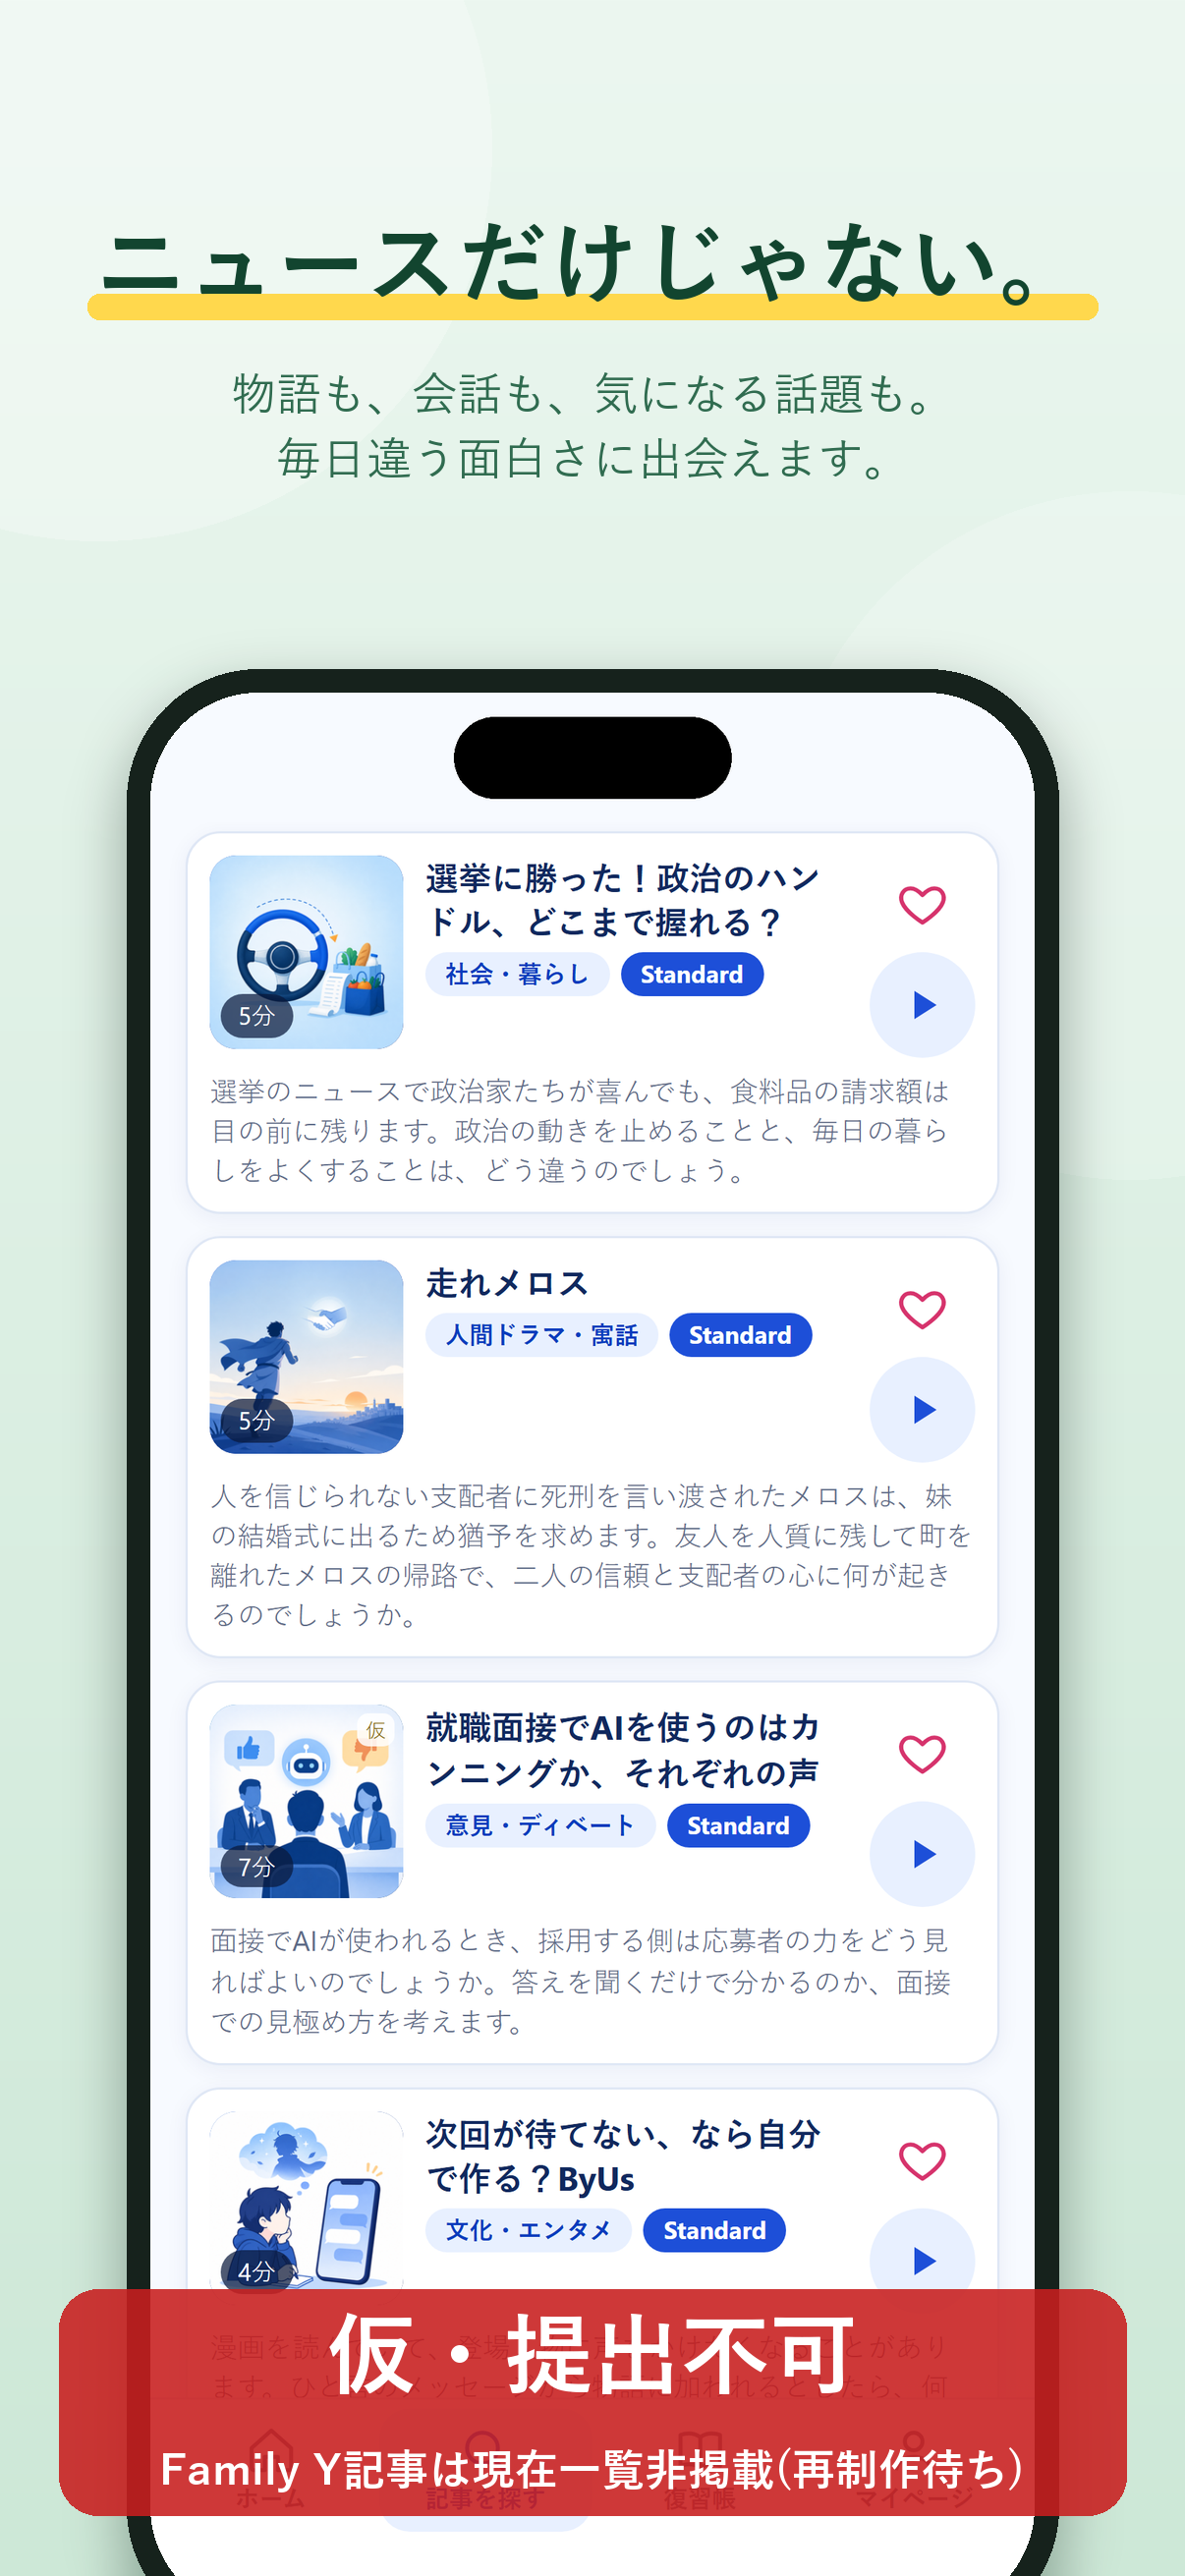 ニュースだけじゃない。
物語も、会話も、気になる話題も。
毎日違う面白さに出会えます。
選挙に勝った！政治のハン
ドル、どこまで握れる？
社会・暮らし
Standard
5分
選挙のニュースで政治家たちが喜んでも、食料品の請求額は
目の前に残ります。政治の動きを止めることと、毎日の暮ら
しをよくすることは、どう違うのでしょう。
走れメロス
人間ドラマ・寓話
Standard
5分
人を信じられない支配者に死刑を言い渡されたメロスは、妹
の結婚式に出るため猶予を求めます。友人を人質に残して町を
離れたメロスの帰路で、二人の信頼と支配者の心に何が起き
るのでしょうか。
仮
就職面接でAIを使うのはカ
ンニングか、それぞれの声
意見・ディベート
Standard
7分
面接でAIが使われるとき、採用する側は応募者の力をどう見
ればよいのでしょうか。答えを聞くだけで分かるのか、面接
での見極め方を考えます。
次回が待てない、なら自分
で作る？ByUs
文化・エンタメ
Standard
4分
仮・提出不可
Family Y記事は現在一覧非掲載(再制作待ち)
ホーム
記事を探す
復習帳
マイページ